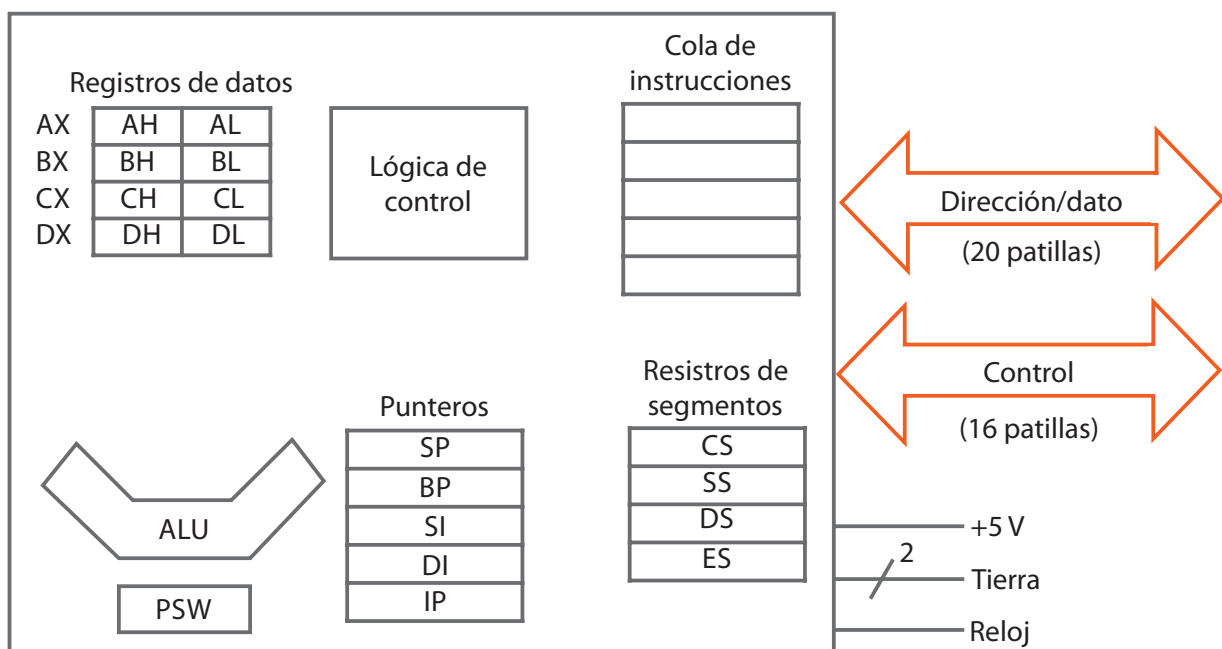 Registros de datos
AX AH AL
BX BH BL
CX CH CL
DX DH DL
Lógica de
control
Cola de
instrucciones
Dirección/dato
(20 patillas)
Control
(16 patillas)
ALU
PSW
Punteros
SP
BP
SI
DI
IP
Resistros de
segmentos
CS
SS
DS
ES
+5 V
2
Tierra
Reloj